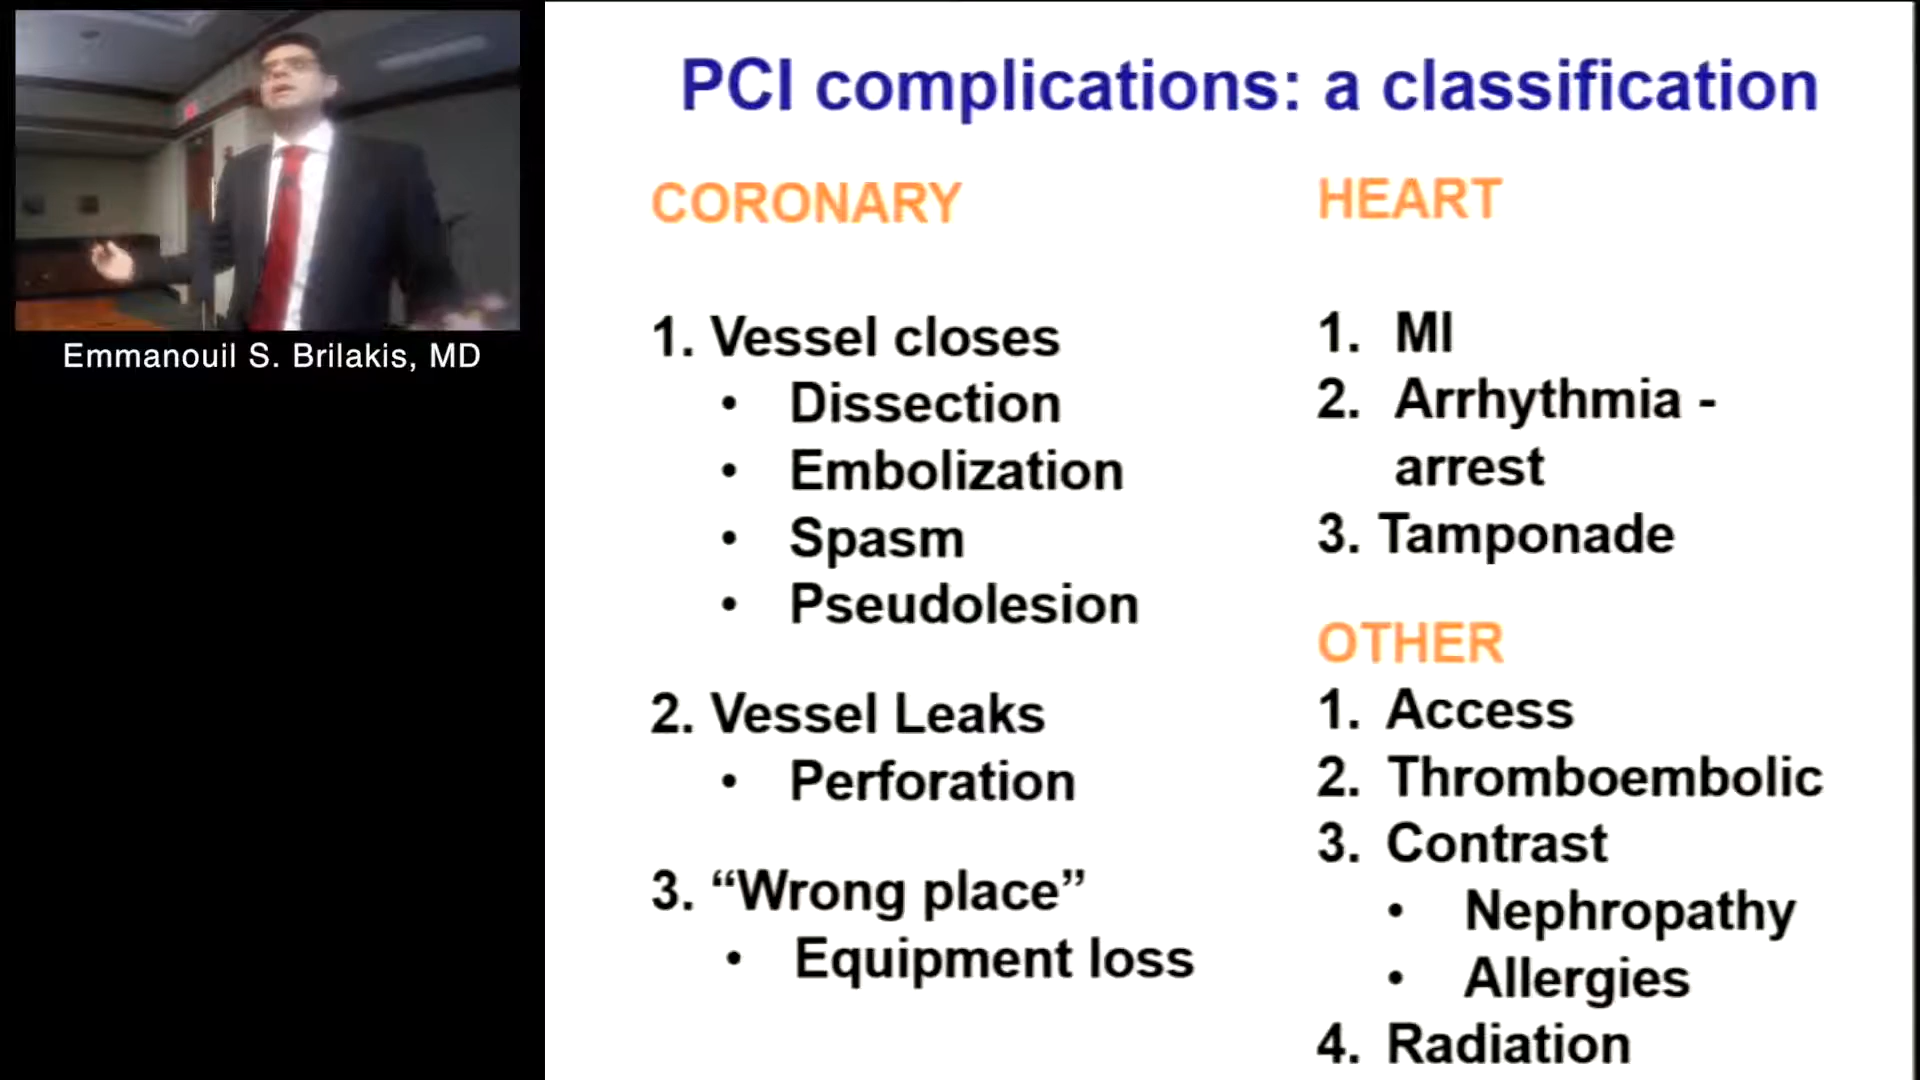 Emmanouil S. Brilakis, MD
PCI complications: a classification
CORONARY
1. Vessel closes
• Dissection
• Embolization
• Spasm
• Pseudolesion
2. Vessel Leaks
• Perforation
3. “Wrong place”
• Equipment loss
HEART
1. MI
2. Arrhythmia -
arrest
3. Tamponade
OTHER
1. Access
2. Thromboembolic
3. Contrast
• Nephropathy
• Allergies
4. Radiation